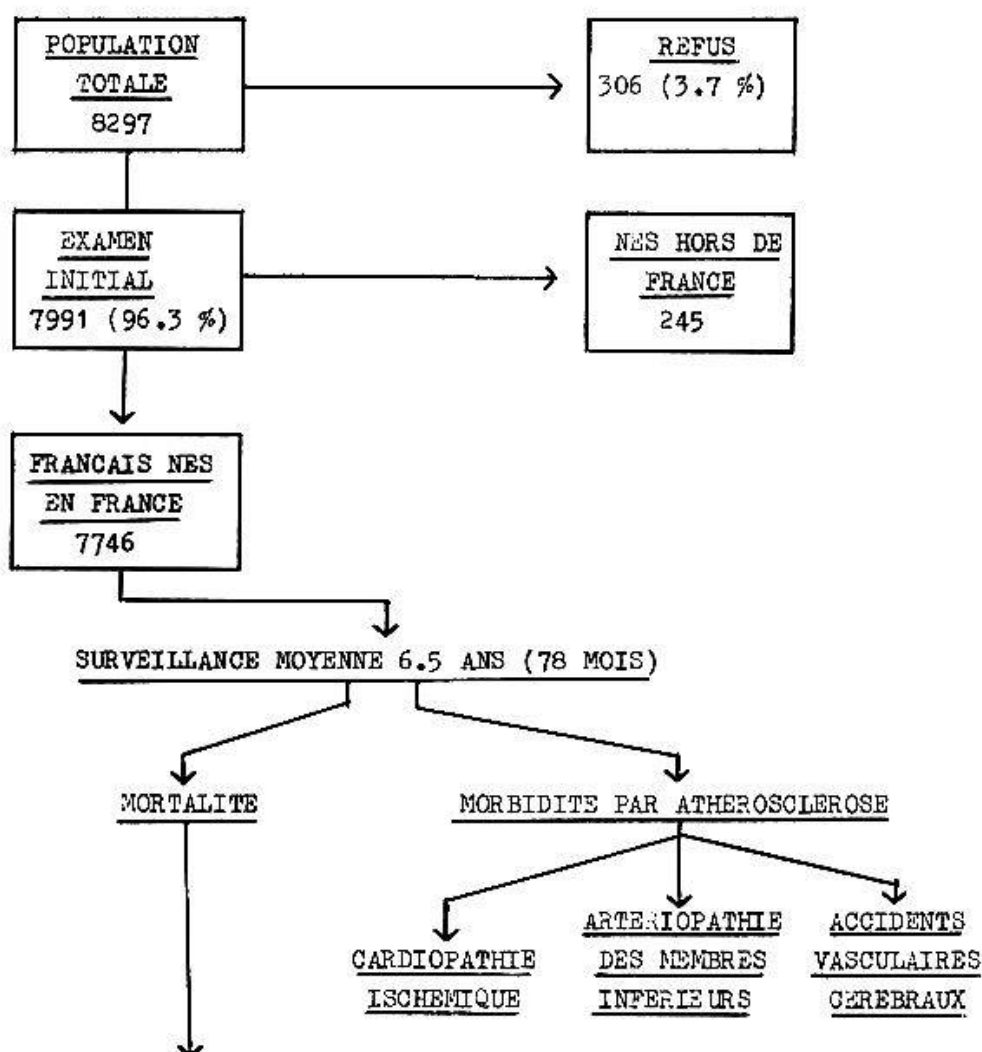 POPULATION
TOTALE
8297
REFUS
306 (3.7 %)
EXAMEN
INITIAL
7991 (96.3 %)
NES HORS DE
FRANCE
245
FRANCAIS NES
EN FRANCE
7746
SURVEILLANCE MOYENNE 6.5 ANS (78 MOIS)
MORTALITE
MORBIDITE PAR ATHEROSCLEROSE
CARDIOPATHIE
ISCHEMIQUE
ARTERIOPATHIE
DES MEMBRES
INFERIEURS
ACCIDENTS
VASCULAIRES
CEREBRAUX